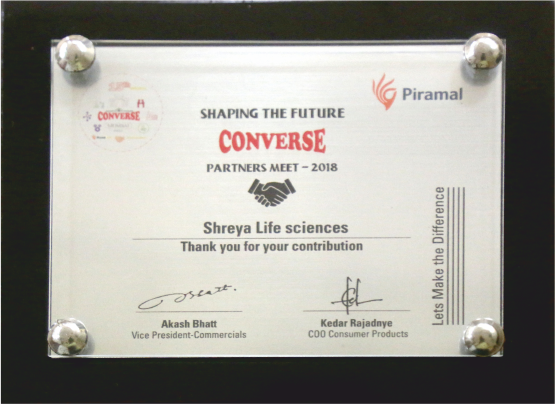 Piramal
SHAPING THE FUTURE
CONVERSE
CONVERSE
PARTNERS MEET – 2018
Shreya Life sciences
Thank you for your contribution
Lets Make the Difference
Akash Bhatt
Vice President-Commercials
Kedar Rajadnye
COO Consumer Products